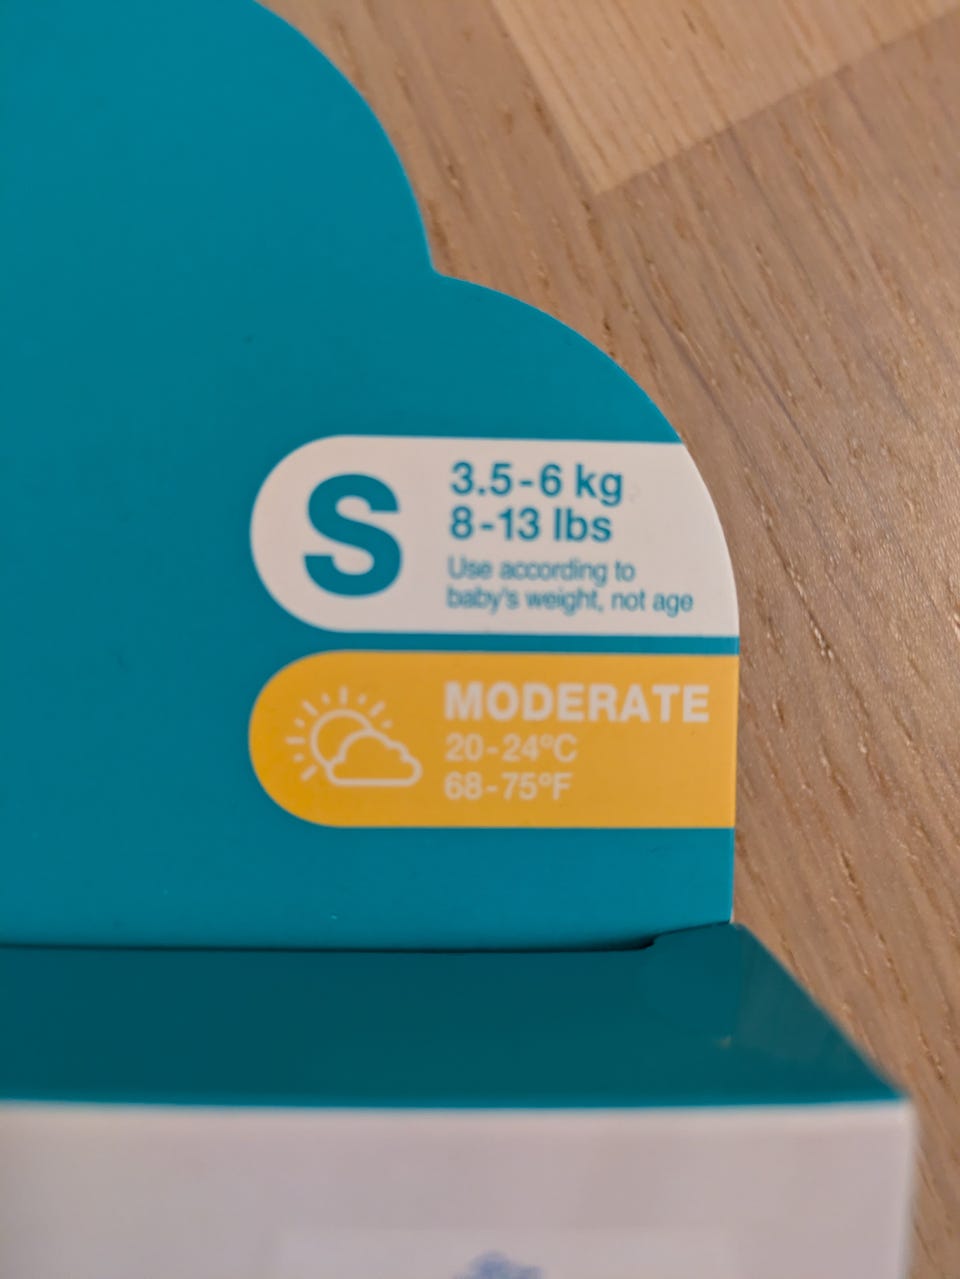 S
3.5-6 kg
8-13 lbs
Use according to
baby's weight, not age
MODERATE
20-24°C
68-75°F